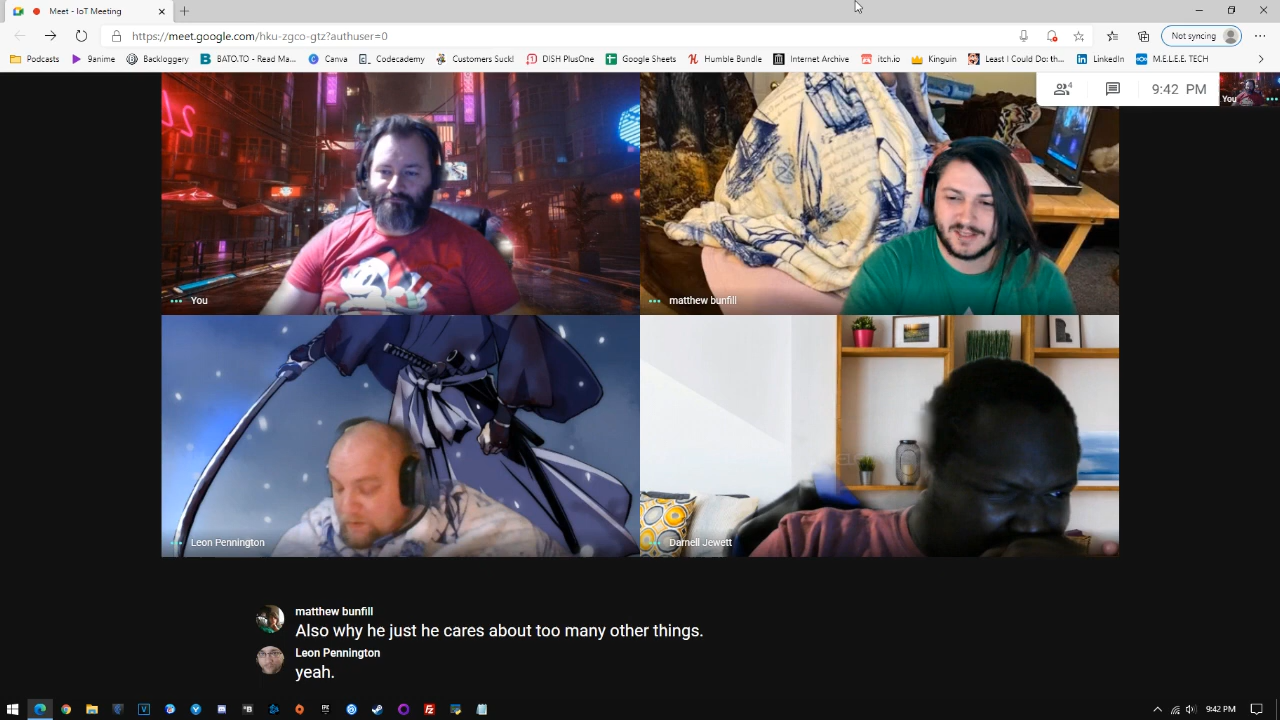 Meet - IoT Meeting
https://meet.google.com/hku-zgco-gtz?authuser=0
Not syncing
Podcasts
9anime
Backloggery
BATO.TO - Read Ma...
Canva
Codecademy
Customers Suck!
DISH PlusOne
Google Sheets
Humble Bundle
Internet Archive
itch.io
Kinguin
Least I Could Do: th...
LinkedIn
M.E.L.E.E. TECH
4
9:42 PM
You
You
matthew bunfill
Leon Pennington
Darnell Jewett
matthew bunfill
Also why he just he cares about too many other things.
Leon Pennington
yeah.
9:42 PM